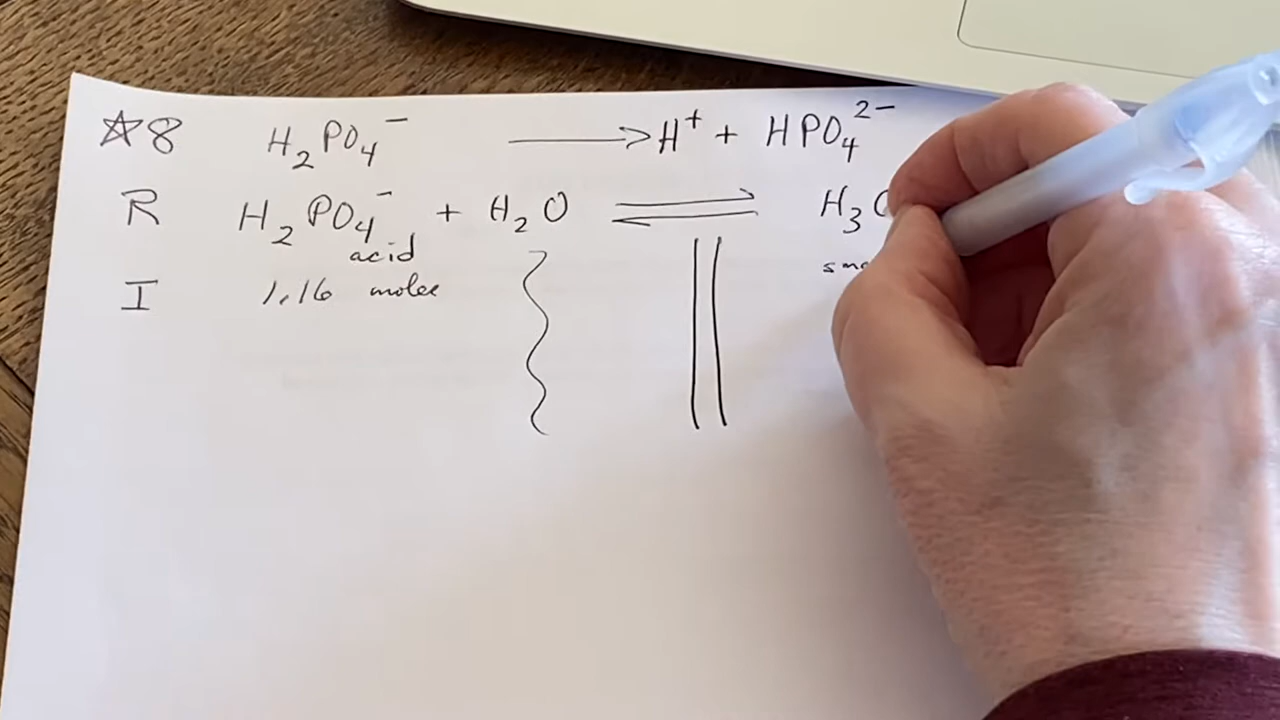 ☆8 H₂PO₄⁻ ⟶ H⁺ + HPO₄²⁻
R H₂PO₄⁻ + H₂O ⇌ H₃
acid
I 1.16 moles